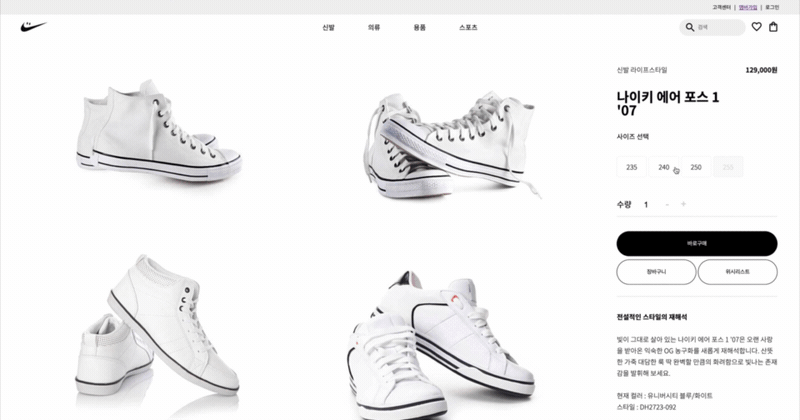 고객센터 | 멤버가입 | 로그인
신발 의류 용품 스포츠
검색
신발 라이프스타일 129,000원
나이키 에어 포스 1
'07
사이즈 선택
235 240 250 255
수량 1 - +
바로구매
장바구니 위시리스트
전설적인 스타일의 재해석
빛이 그대로 살아 있는 나이키 에어 포스 1 '07은 오랜 사랑
을 받아온 익숙한 OG 농구화를 새롭게 재해석합니다. 산뜻
한 가죽 대담한 룩 딱 완벽할 만큼의 화려함으로 빛나는 존재
감을 발휘해 보세요.
현재 컬러 : 유니버시티 블루/화이트
스타일 : DH2723-092